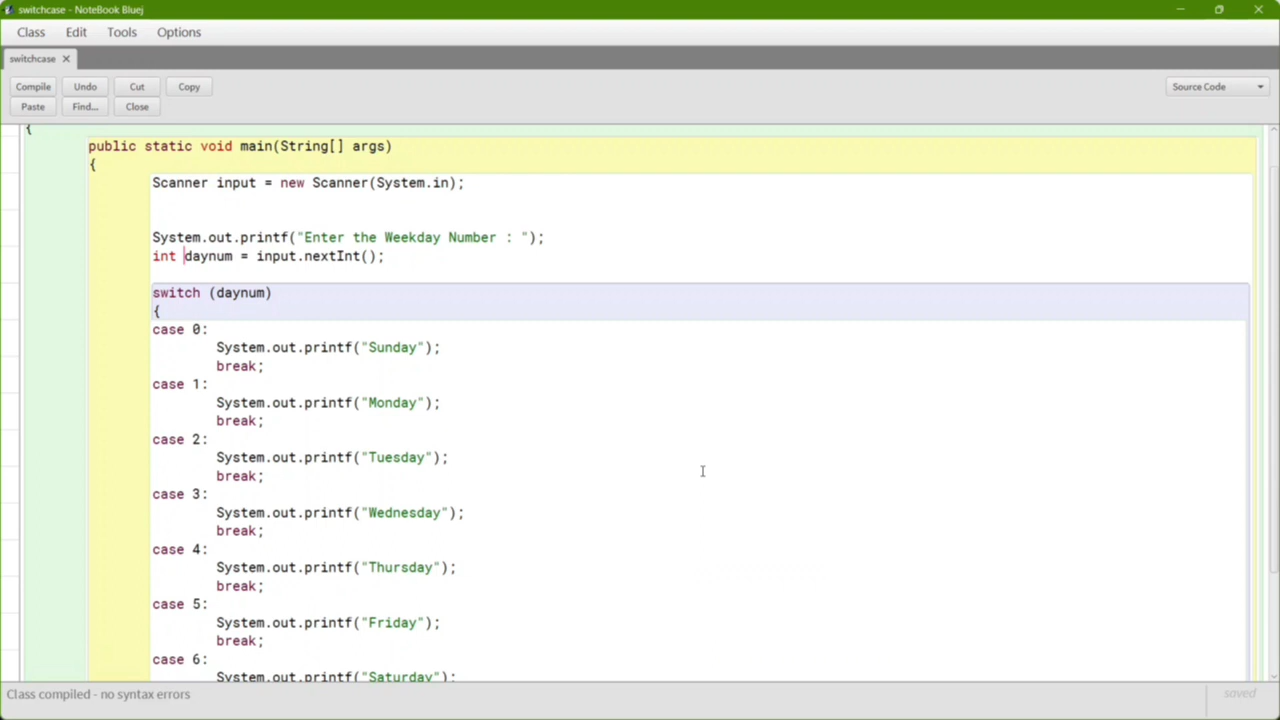 switchcase - NoteBook Bluej
Class Edit Tools Options
switchcase
Compile Undo Cut Copy Source Code
Paste Find... Close
{
public static void main(String[] args)
{
Scanner input = new Scanner(System.in);
System.out.printf("Enter the Weekday Number : ");
int daynum = input.nextInt();
switch (daynum)
{
case 0:
System.out.printf("Sunday");
break;
case 1:
System.out.printf("Monday");
break;
case 2:
System.out.printf("Tuesday");
break;
case 3:
System.out.printf("Wednesday");
break;
case 4:
System.out.printf("Thursday");
break;
case 5:
System.out.printf("Friday");
break;
case 6:
System.out.printf("Saturday");
Class compiled - no syntax errors saved